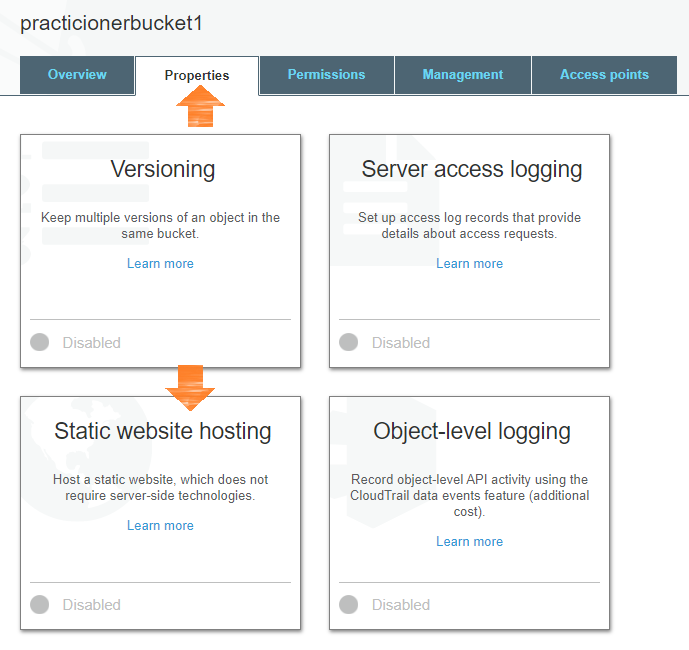 practicionerbucket1
Overview
Properties
Permissions
Management
Access points
Versioning
Keep multiple versions of an object in the
same bucket.
Learn more
Disabled
Server access logging
Set up access log records that provide
details about access requests.
Learn more
Disabled
Static website hosting
Host a static website, which does not
require server-side technologies.
Learn more
Disabled
Object-level logging
Record object-level API activity using the
CloudTrail data events feature (additional
cost).
Learn more
Disabled